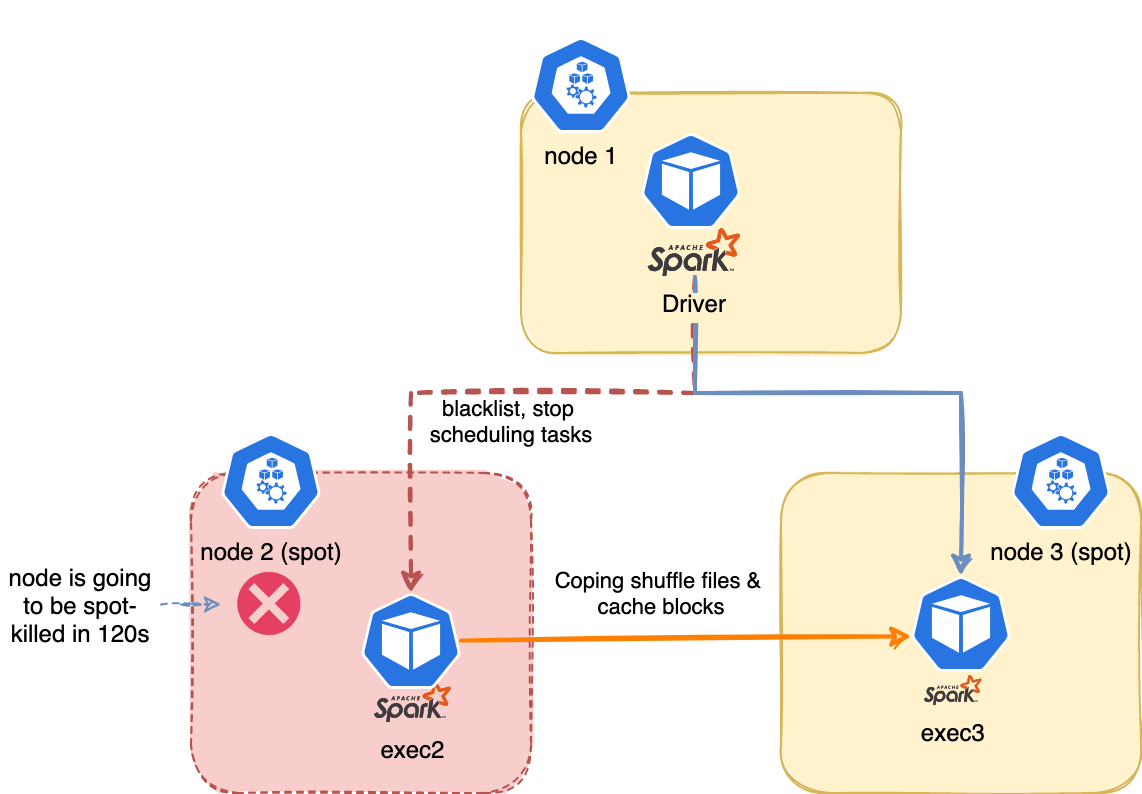 node 1
APACHE
Spark
Driver
blacklist, stop
scheduling tasks
node 2 (spot)
node 3 (spot)
node is going
to be spot-
killed in 120s
Coping shuffle files &
cache blocks
APACHE
Spark
exec2
APACHE
Spark
exec3